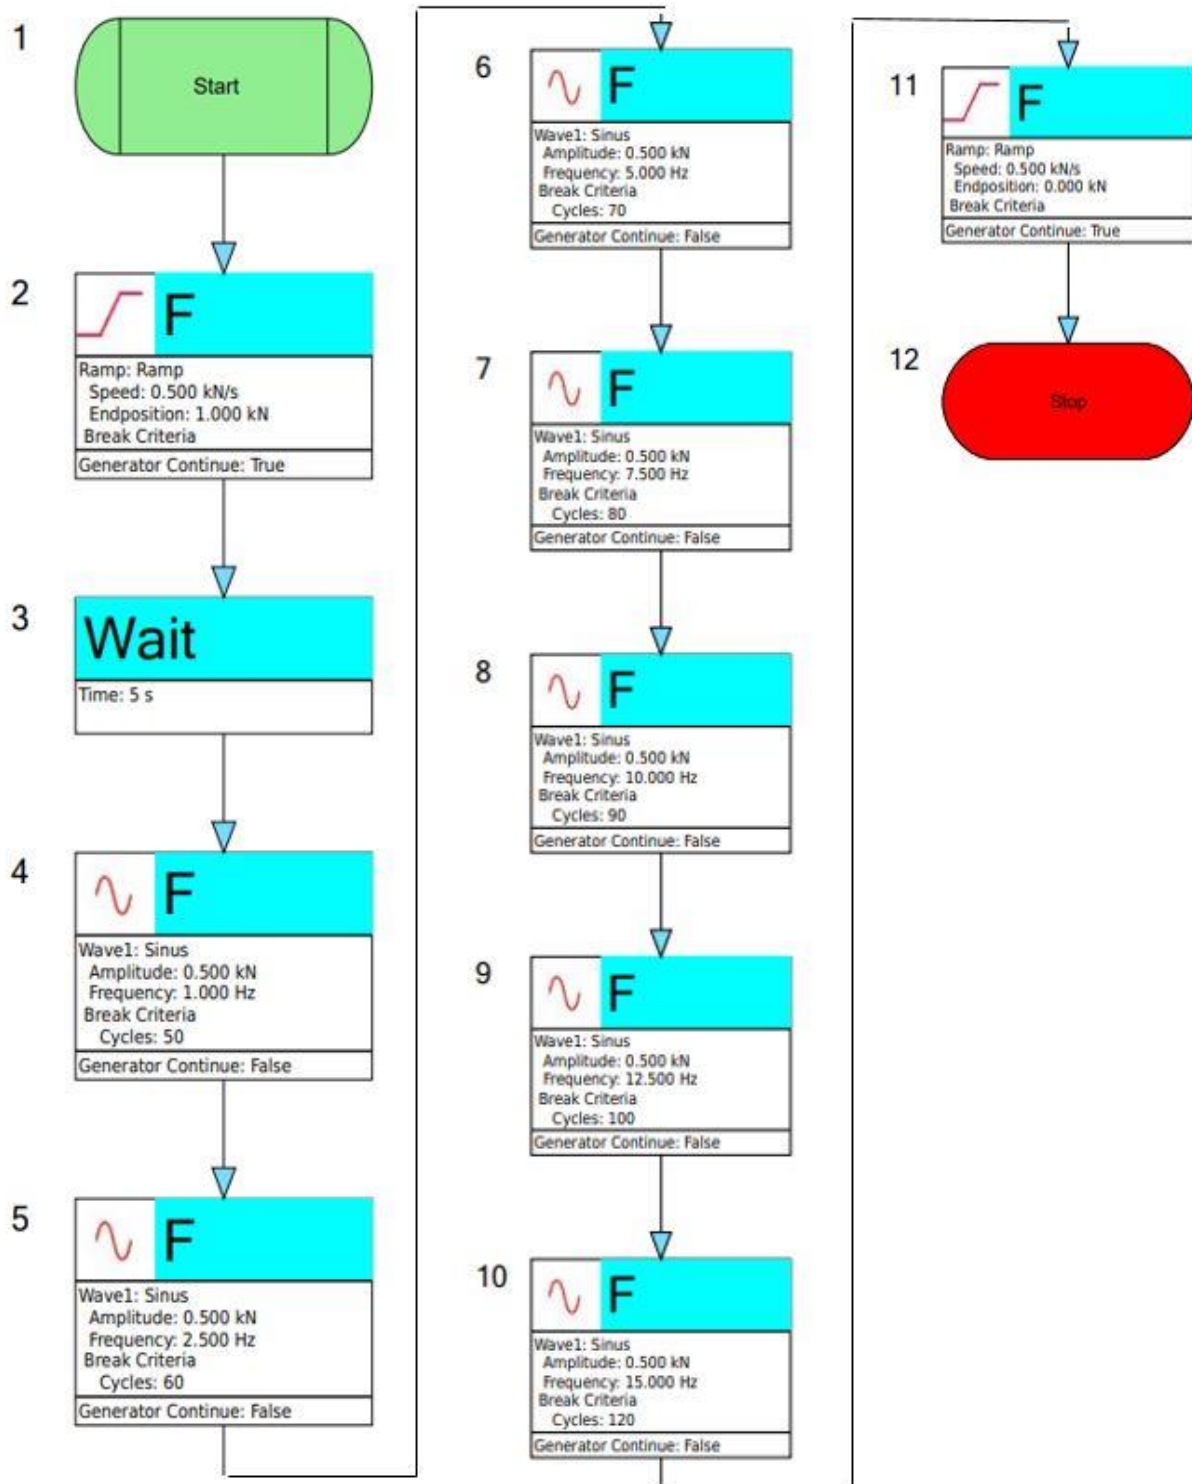 1
Start
2
F
Ramp: Ramp
Speed: 0.500 kN/s
Endposition: 1.000 kN
Break Criteria
Generator Continue: True
3
Wait
Time: 5 s
4
F
Wave1: Sinus
Amplitude: 0.500 kN
Frequency: 1.000 Hz
Break Criteria
Cycles: 50
Generator Continue: False
5
F
Wave1: Sinus
Amplitude: 0.500 kN
Frequency: 2.500 Hz
Break Criteria
Cycles: 60
Generator Continue: False
6
F
Wave1: Sinus
Amplitude: 0.500 kN
Frequency: 5.000 Hz
Break Criteria
Cycles: 70
Generator Continue: False
7
F
Wave1: Sinus
Amplitude: 0.500 kN
Frequency: 7.500 Hz
Break Criteria
Cycles: 80
Generator Continue: False
8
F
Wave1: Sinus
Amplitude: 0.500 kN
Frequency: 10.000 Hz
Break Criteria
Cycles: 90
Generator Continue: False
9
F
Wave1: Sinus
Amplitude: 0.500 kN
Frequency: 12.500 Hz
Break Criteria
Cycles: 100
Generator Continue: False
10
F
Wave1: Sinus
Amplitude: 0.500 kN
Frequency: 15.000 Hz
Break Criteria
Cycles: 120
Generator Continue: False
11
F
Ramp: Ramp
Speed: 0.500 kN/s
Endposition: 0.000 kN
Break Criteria
Generator Continue: True
12
Stop